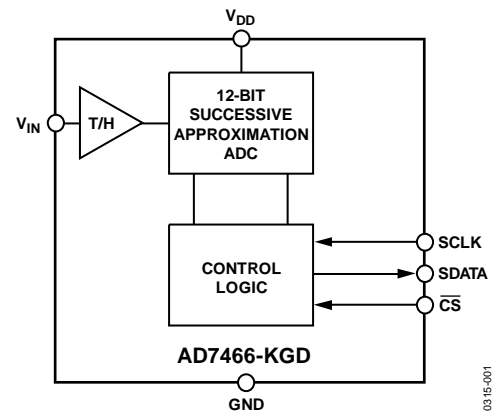 VDD
12-BIT
SUCCESSIVE
APPROXIMATION
ADC
VIN
T/H
CONTROL
LOGIC
SCLK
SDATA
CS
AD7466-KGD
GND
0315-001